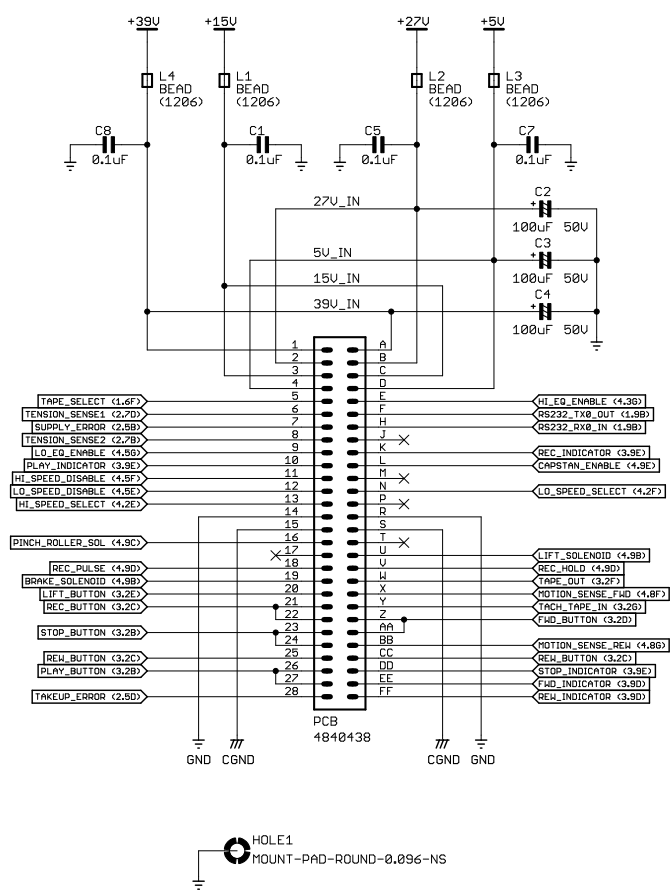 +39V +15V +27V +5V
L4 L1 L2 L3
BEAD BEAD BEAD BEAD
(1206) (1206) (1206) (1206)
C8 C1 C5 C7
0.1uF 0.1uF 0.1uF 0.1uF
27V_IN C2
+
100uF 50V
5V_IN C3
+
15V_IN 100uF 50V
39V_IN C4
+
100uF 50V
1 A
2 B
3 C
4 D
TAPE_SELECT (1.6F) 5 E HI_EQ_ENABLE (4.3G)
TENSION_SENSE1 (2.7D) 6 F RS232_TX0_OUT (1.9B)
SUPPLY_ERROR (2.5B) 7 H RS232_RX0_IN (1.9B)
TENSION_SENSE2 (2.7B) 8 J
LO_EQ_ENABLE (4.5G) 9 K REC_INDICATOR (3.9E)
PLAY_INDICATOR (3.9E) 10 L CAPSTAN_ENABLE (4.9E)
HI_SPEED_DISABLE (4.5F) 11 M
LO_SPEED_DISABLE (4.5E) 12 N LO_SPEED_SELECT (4.2F)
HI_SPEED_SELECT (4.2E) 13 P
14 R
15 S
PINCH_ROLLER_SOL (4.9C) 16 T
17 U LIFT_SOLENOID (4.9B)
REC_PULSE (4.9D) 18 V REC_HOLD (4.9D)
BRAKE_SOLENOID (4.9B) 19 W TAPE_OUT (3.2F)
LIFT_BUTTON (3.2E) 20 X MOTION_SENSE_FWD (4.8F)
REC_BUTTON (3.2C) 21 Y TACH_TAPE_IN (3.2G)
22 Z FWD_BUTTON (3.2D)
STOP_BUTTON (3.2B) 23 AA
24 BB MOTION_SENSE_REW (4.8G)
REW_BUTTON (3.2C) 25 CC REW_BUTTON (3.2C)
PLAY_BUTTON (3.2B) 26 DD STOP_INDICATOR (3.9E)
27 EE FWD_INDICATOR (3.9D)
TAKEUP_ERROR (2.5D) 28 FF REW_INDICATOR (3.9D)
PCB
4840438
GND CGND CGND GND
HOLE1
MOUNT-PAD-ROUND-0.096-NS